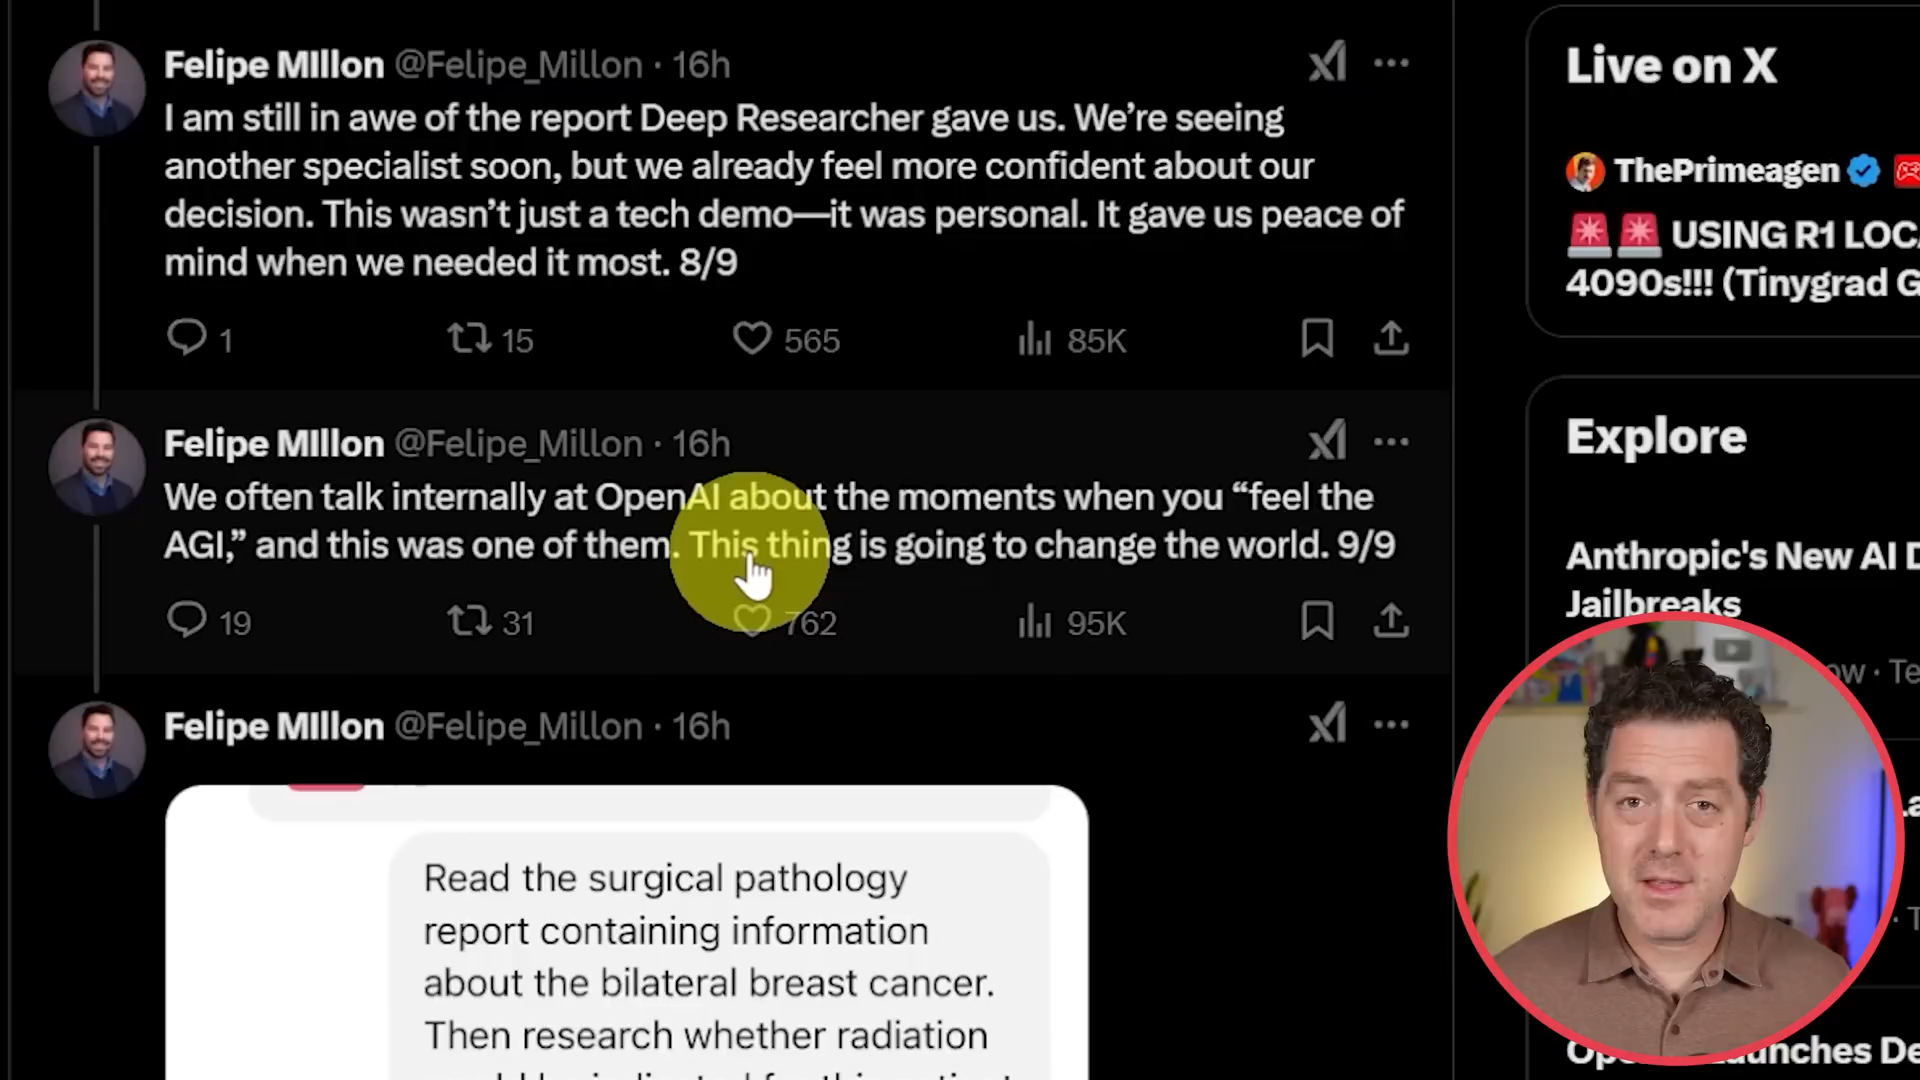 Felipe MIllon @Felipe_Millon · 16h
I am still in awe of the report Deep Researcher gave us. We’re seeing
another specialist soon, but we already feel more confident about our
decision. This wasn’t just a tech demo—it was personal. It gave us peace of
mind when we needed it most. 8/9
1 15 565 85K
Felipe MIllon @Felipe_Millon · 16h
We often talk internally at OpenAI about the moments when you “feel the
AGI,” and this was one of them. This thing is going to change the world. 9/9
19 31 762 95K
Felipe MIllon @Felipe_Millon · 16h
Read the surgical pathology
report containing information
about the bilateral breast cancer.
Then research whether radiation
Live on X
ThePrimeagen
USING R1 LOC
4090s!!! (Tinygrad G
Explore
Anthropic's New AI D
Jailbreaks
ow · Te